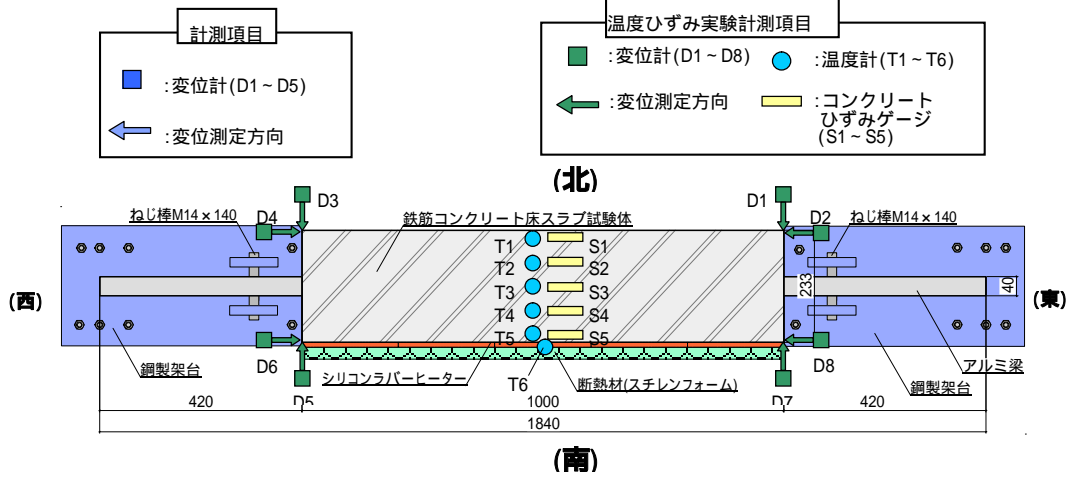 計測項目
:変位計(D1~D5)
:変位測定方向
温度ひずみ実験計測項目
:変位計(D1~D8)
:温度計(T1~T6)
:変位測定方向
:コンクリート
ひずみゲージ
(S1~S5)
(北)
D3
D1
ねじ棒M14×140
D4
鉄筋コンクリート床スラブ試験体
D2
ねじ棒M14×140
T1
S1
T2
S2
T3
S3
T4
S4
T5
S5
(西)
233
40
(東)
D6
D8
鋼製架台
シリコンラバーヒーター
T6
断熱材(スチレンフォーム)
アルミ梁
鋼製架台
D5
D7
420
1000
420
1840
(南)